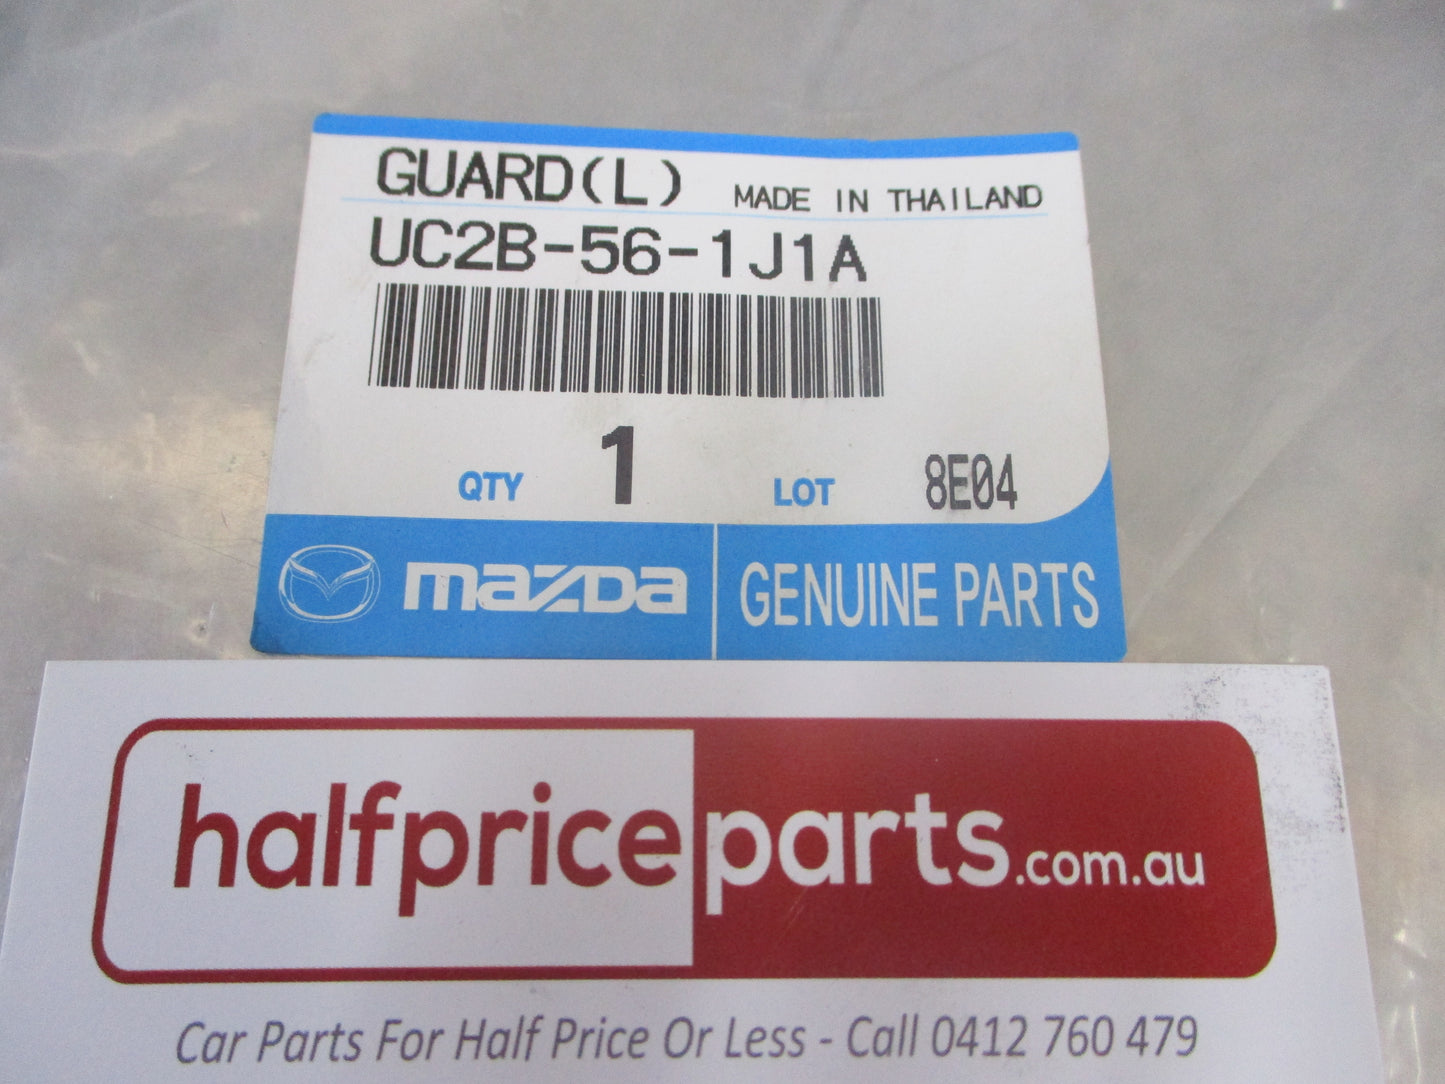 GUARD(L) MADE IN THAILAND
UC2B-56-1J1A
QTY 1 LOT 8E04
mazda GENUINE PARTS
halfpriceparts.com.au
Car Parts For Half Price Or Less - Call 0412 760 479